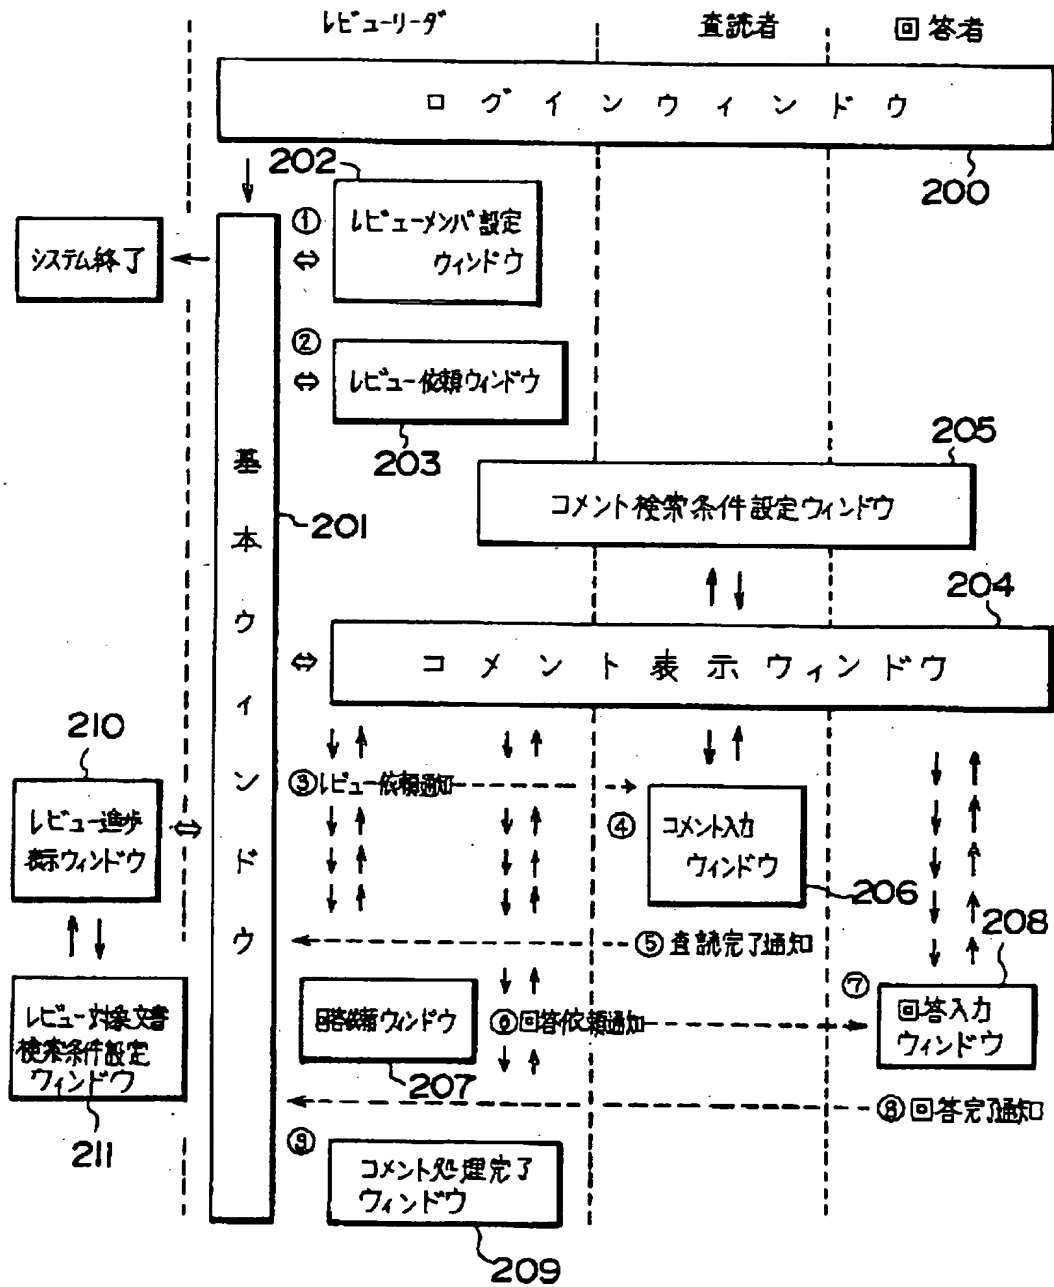 レビューリーダ 査読者 回答者
ログインウィンドウ
200
202
① レビューメンバ設定
ウィンドウ
システム終了
② レビュー依頼ウィンドウ
203
基本ウィンドウ
201
205
コメント検索条件設定ウィンドウ
204
コメント表示ウィンドウ
210
レビュー進歩
表示ウィンドウ
③レビュー依頼通知
④ コメント入力
ウィンドウ
206
⑤査読完了通知
208
レビュー対象文書
検索条件設定
ウィンドウ
211
回答依頼ウィンドウ
207
⑥回答依頼通知
⑦ 回答入力
ウィンドウ
⑧回答完了通知
⑨ コメント処理完了
ウィンドウ
209